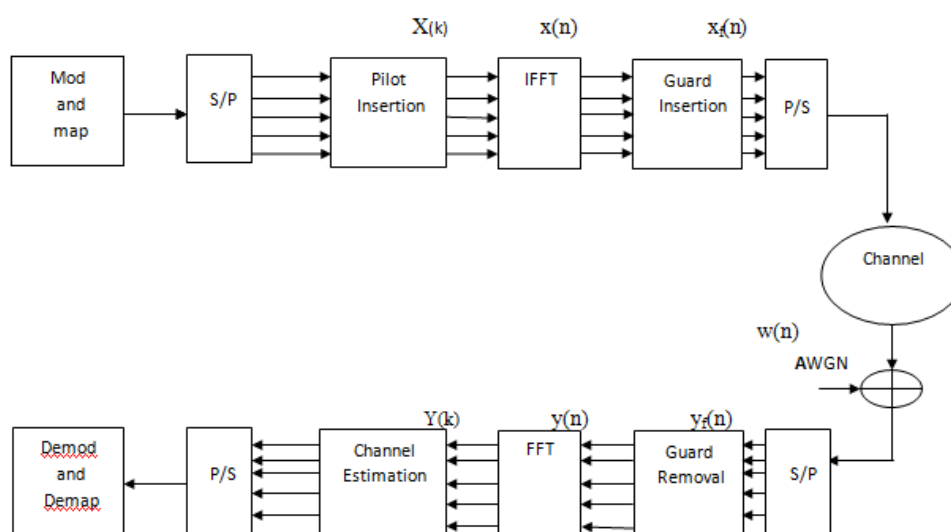 X(k)
x(n)
xf(n)
Mod
and
map
S/P
Pilot
Insertion
IFFT
Guard
Insertion
P/S
Channel
w(n)
AWGN
Y(k)
y(n)
yf(n)
Demod
and
Demap
P/S
Channel
Estimation
FFT
Guard
Removal
S/P